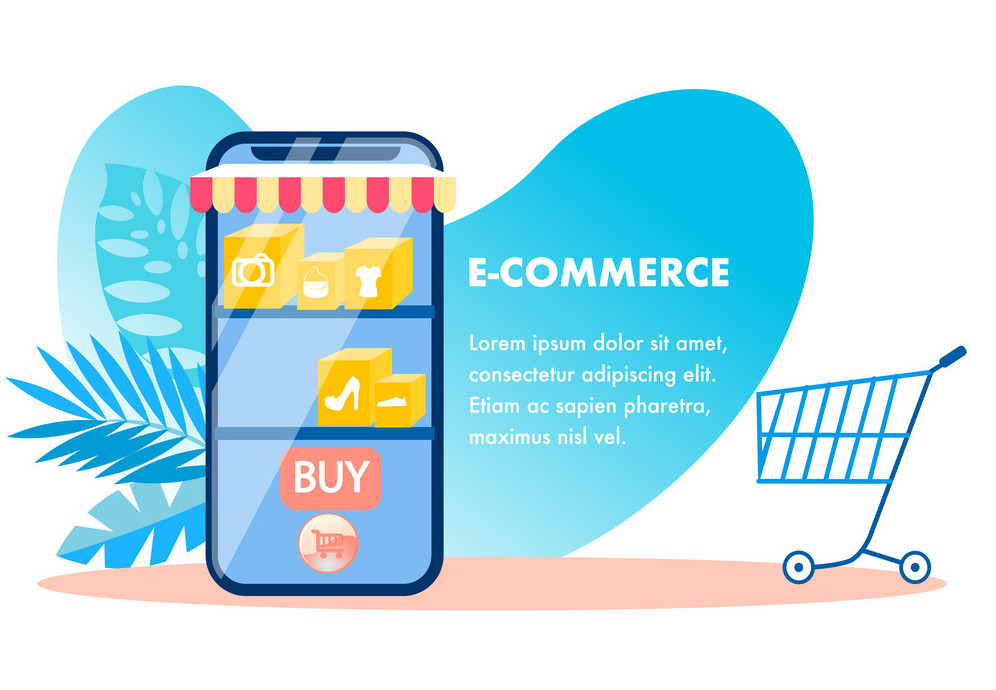 E-COMMERCE
Lorem ipsum dolor sit amet,
consectetur adipiscing elit.
Etiam ac sapien pharetra,
maximus nisl vel.
BUY